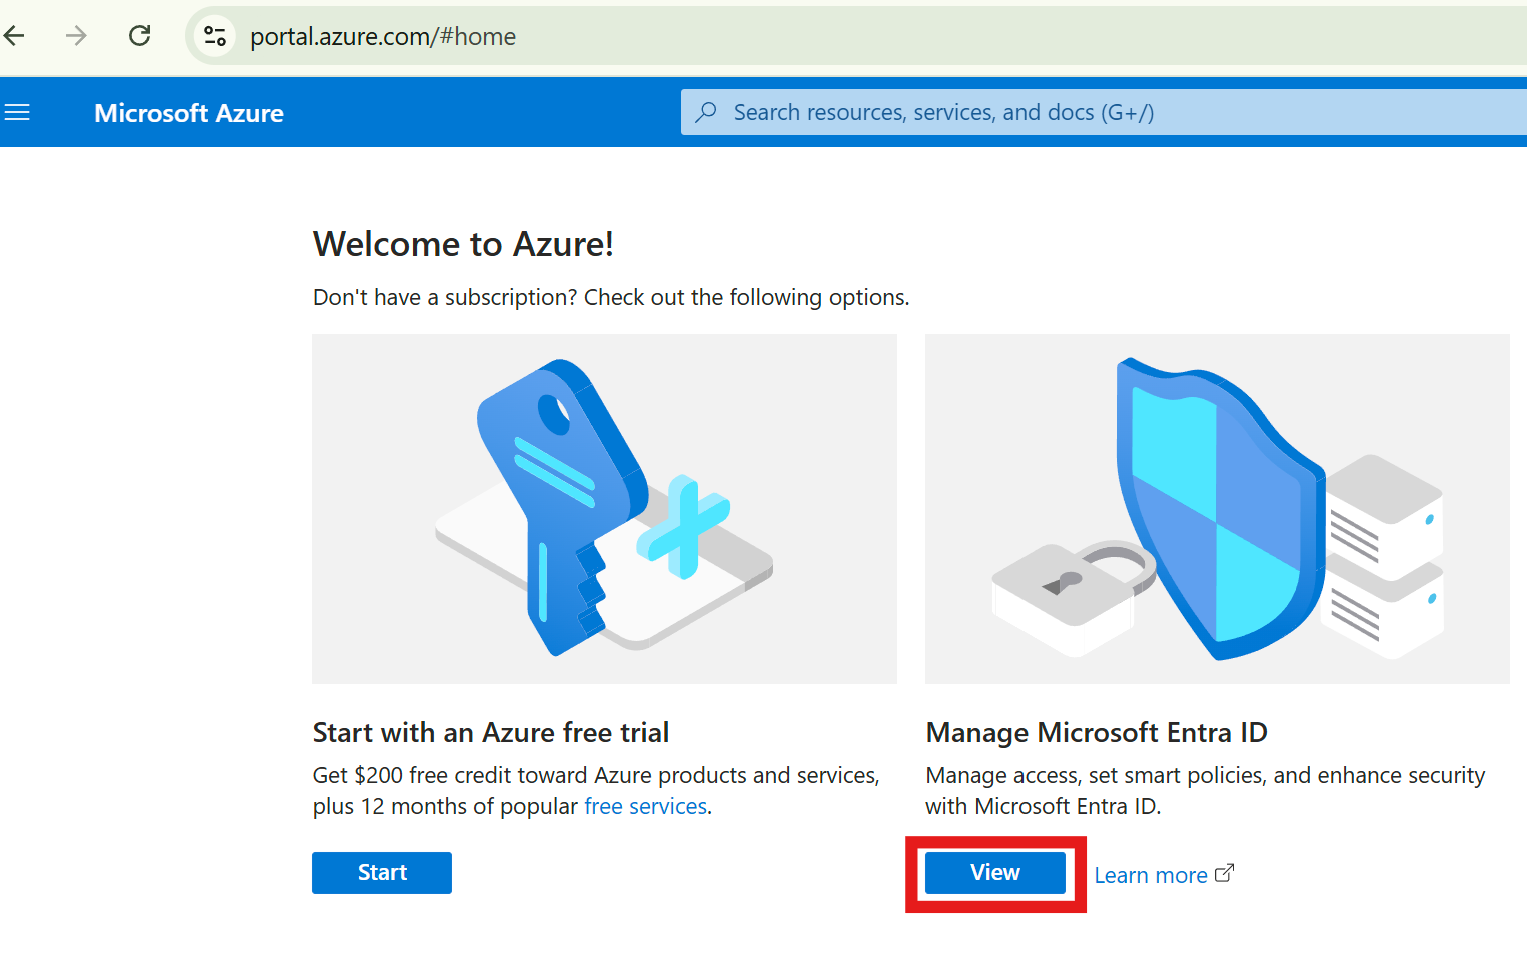 portal.azure.com/#home
Microsoft Azure
Search resources, services, and docs (G+/)
Welcome to Azure!
Don't have a subscription? Check out the following options.
Start with an Azure free trial
Get $200 free credit toward Azure products and services,
plus 12 months of popular free services.
Start
Manage Microsoft Entra ID
Manage access, set smart policies, and enhance security
with Microsoft Entra ID.
View
Learn more